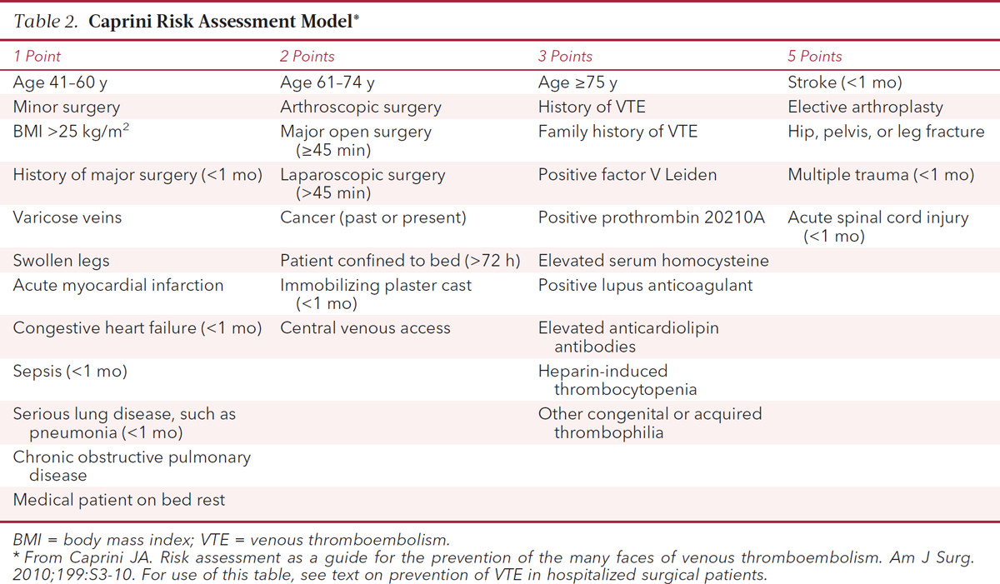 Table 2. Caprini Risk Assessment Model*
1 Point 2 Points 3 Points 5 Points
Age 41–60 y Age 61–74 y Age ≥75 y Stroke (<1 mo)
Minor surgery Arthroscopic surgery History of VTE Elective arthroplasty
BMI >25 kg/m² Major open surgery Family history of VTE Hip, pelvis, or leg fracture
(≥45 min)
History of major surgery (<1 mo) Laparoscopic surgery Positive factor V Leiden Multiple trauma (<1 mo)
(>45 min)
Varicose veins Cancer (past or present) Positive prothrombin 20210A Acute spinal cord injury
(<1 mo)
Swollen legs Patient confined to bed (>72 h) Elevated serum homocysteine
Acute myocardial infarction Immobilizing plaster cast Positive lupus anticoagulant
(<1 mo)
Congestive heart failure (<1 mo) Central venous access Elevated anticardiolipin
antibodies
Sepsis (<1 mo) Heparin-induced
thrombocytopenia
Serious lung disease, such as Other congenital or acquired
pneumonia (<1 mo) thrombophilia
Chronic obstructive pulmonary
disease
Medical patient on bed rest
BMI = body mass index; VTE = venous thromboembolism.
* From Caprini JA. Risk assessment as a guide for the prevention of the many faces of venous thromboembolism. Am J Surg.
2010;199:S3-10. For use of this table, see text on prevention of VTE in hospitalized surgical patients.